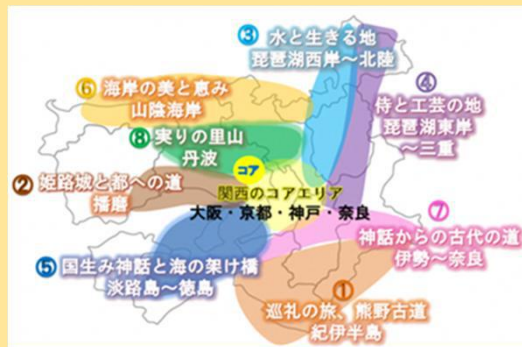 ③
水と生きる地
琵琶湖西岸～北陸
④
侍と工芸の地
琵琶湖東岸
～三重
⑥
海岸の美と恵み
山陰海岸
⑧実りの里山
丹波
コア
関西のコアエリア
大阪・京都・神戸・奈良
②姫路城と都への道
播磨
⑦
神話からの古代の道
伊勢～奈良
⑤国生み神話と海の架け橋
淡路島～徳島
①
巡礼の旅、熊野古道
紀伊半島